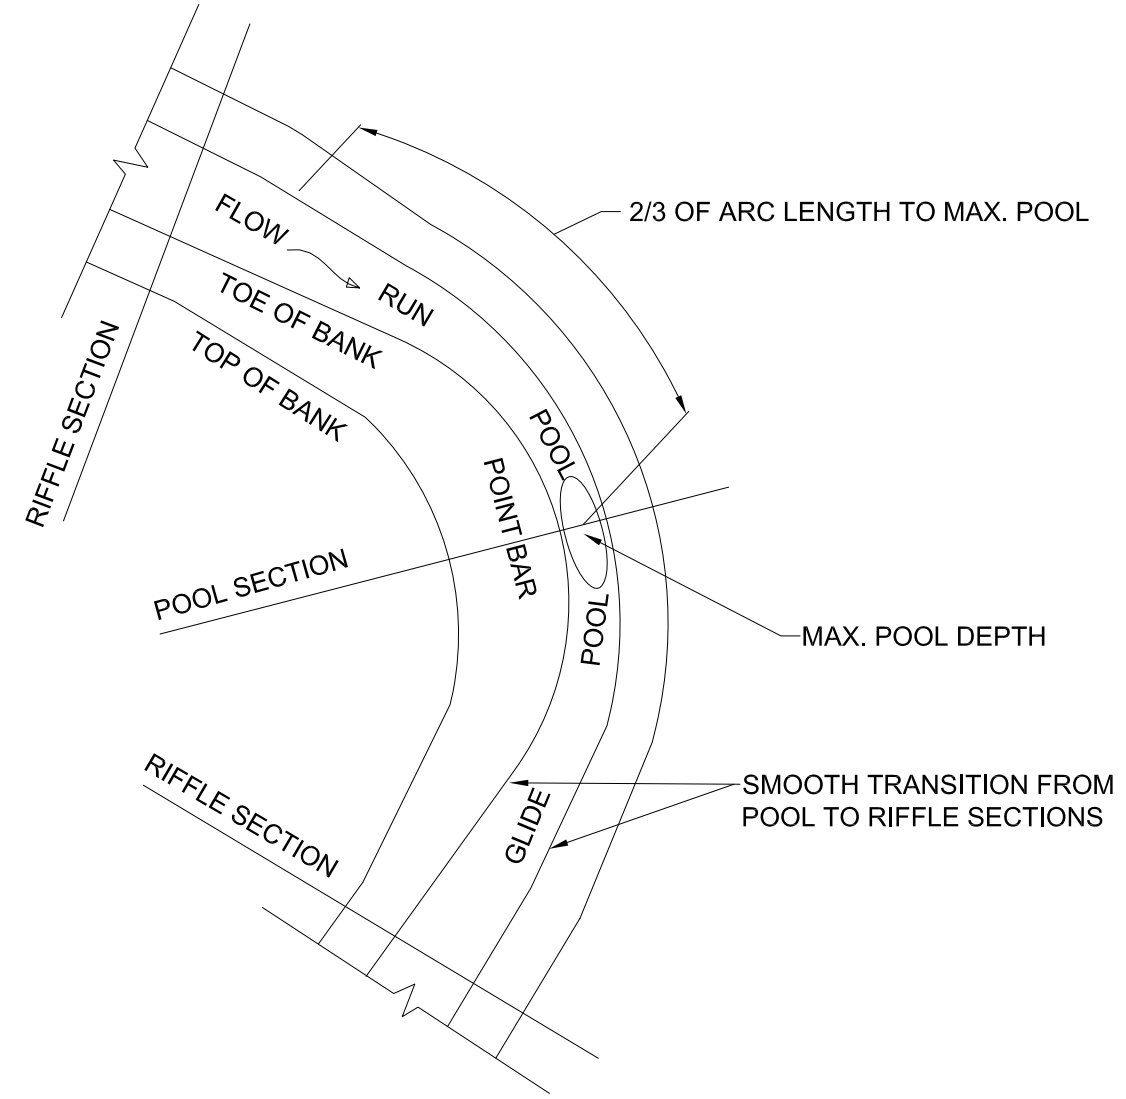 2/3 OF ARC LENGTH TO MAX. POOL
FLOW
RUN
TOE OF BANK
TOP OF BANK
RIFFLE SECTION
POOL
POINT BAR
POOL SECTION
POOL
MAX. POOL DEPTH
RIFFLE SECTION
GLIDE
SMOOTH TRANSITION FROM
POOL TO RIFFLE SECTIONS